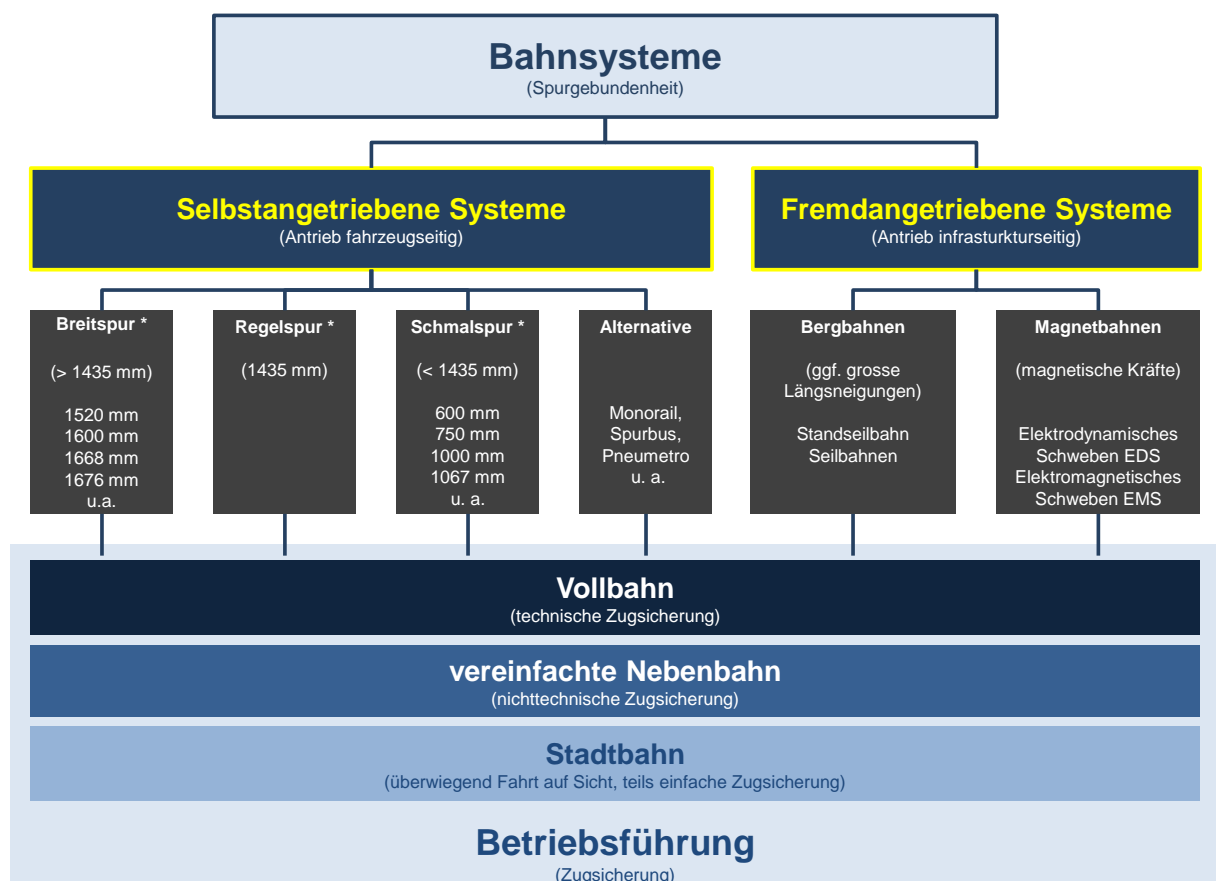 Bahnsysteme
(Spurgebundenheit)
Selbstangetriebene Systeme
(Antrieb fahrzeugseitig)
Fremdangetriebene Systeme
(Antrieb infrasturkturseitig)
Breitspur *
(> 1435 mm)
1520 mm
1600 mm
1668 mm
1676 mm
u.a.
Regelspur *
(1435 mm)
Schmalspur *
(< 1435 mm)
600 mm
750 mm
1000 mm
1067 mm
u. a.
Alternative
Monorail,
Spurbus,
Pneumetro
u. a.
Bergbahnen
(ggf. grosse
Längsneigungen)
Standseilbahn
Seilbahnen
Magnetbahnen
(magnetische Kräfte)
Elektrodynamisches
Schweben EDS
Elektromagnetisches
Schweben EMS
Vollbahn
(technische Zugsicherung)
vereinfachte Nebenbahn
(nichttechnische Zugsicherung)
Stadtbahn
(überwiegend Fahrt auf Sicht, teils einfache Zugsicherung)
Betriebsführung
(Zugsicherung)